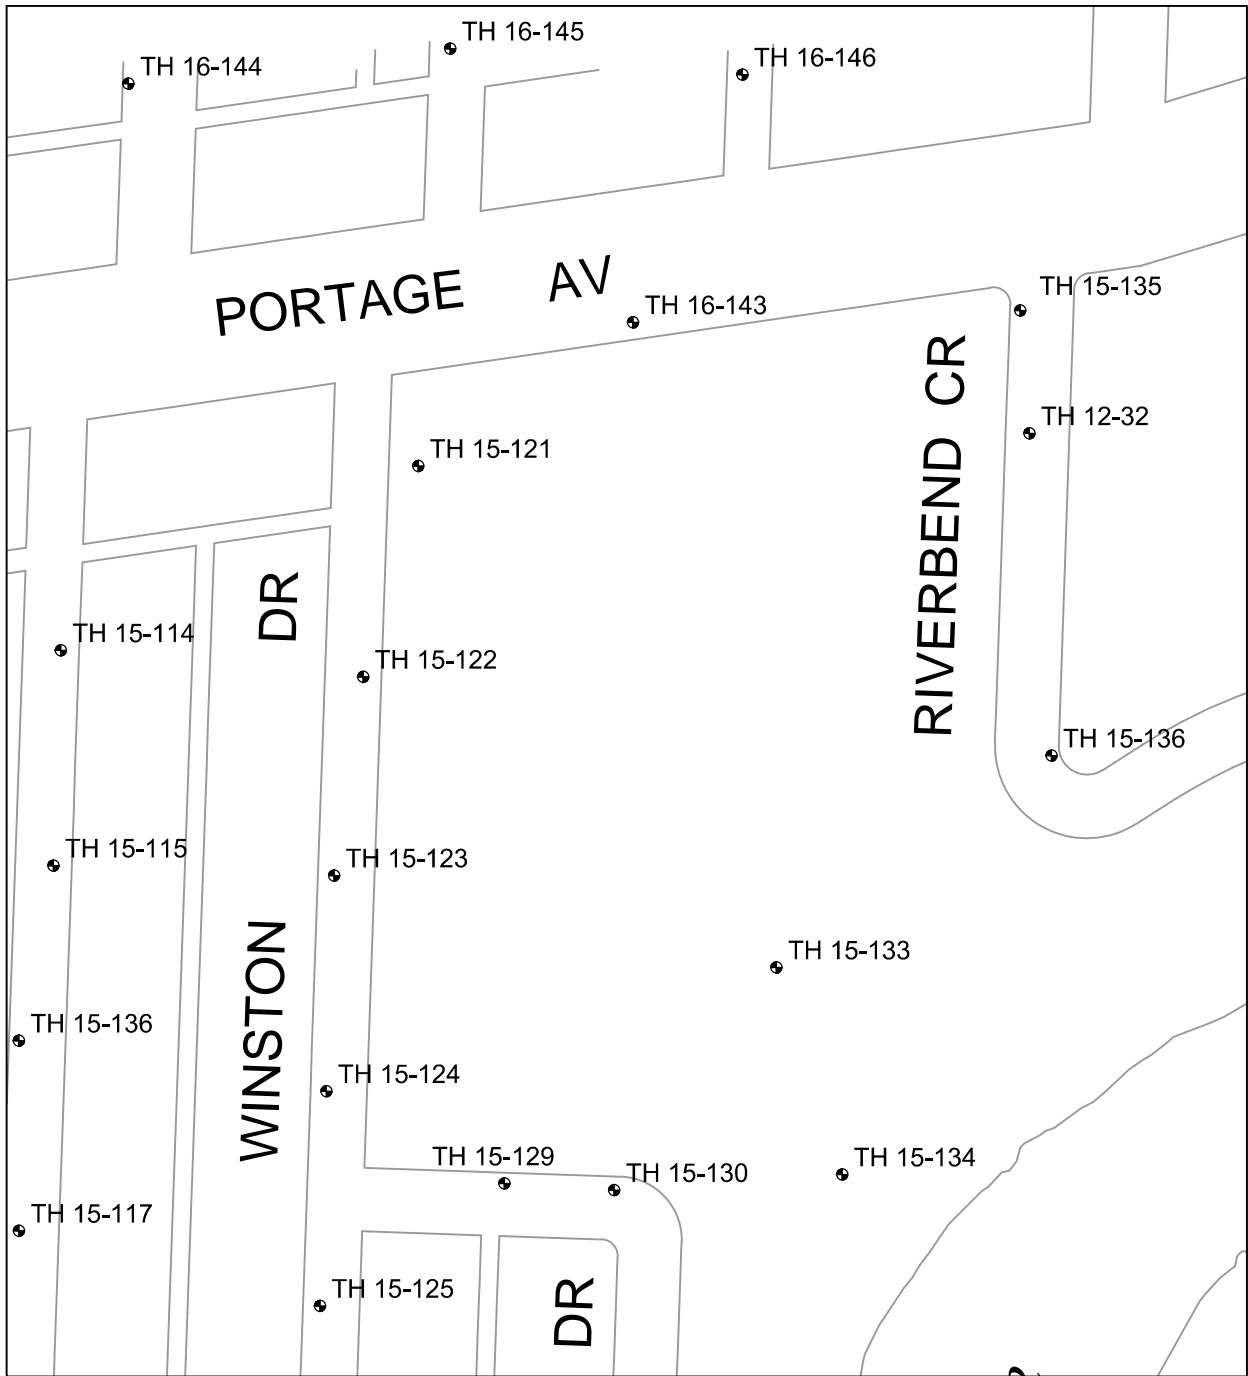 TH 16-145
TH 16-144
TH 16-146
PORTAGE AV
TH 15-135
TH 16-143
RIVERBEND CR
TH 12-32
TH 15-121
WINSTON DR
TH 15-114
TH 15-122
TH 15-136
TH 15-115
TH 15-123
TH 15-133
TH 15-136
TH 15-124
TH 15-129
TH 15-130
TH 15-134
TH 15-117
TH 15-125
DR